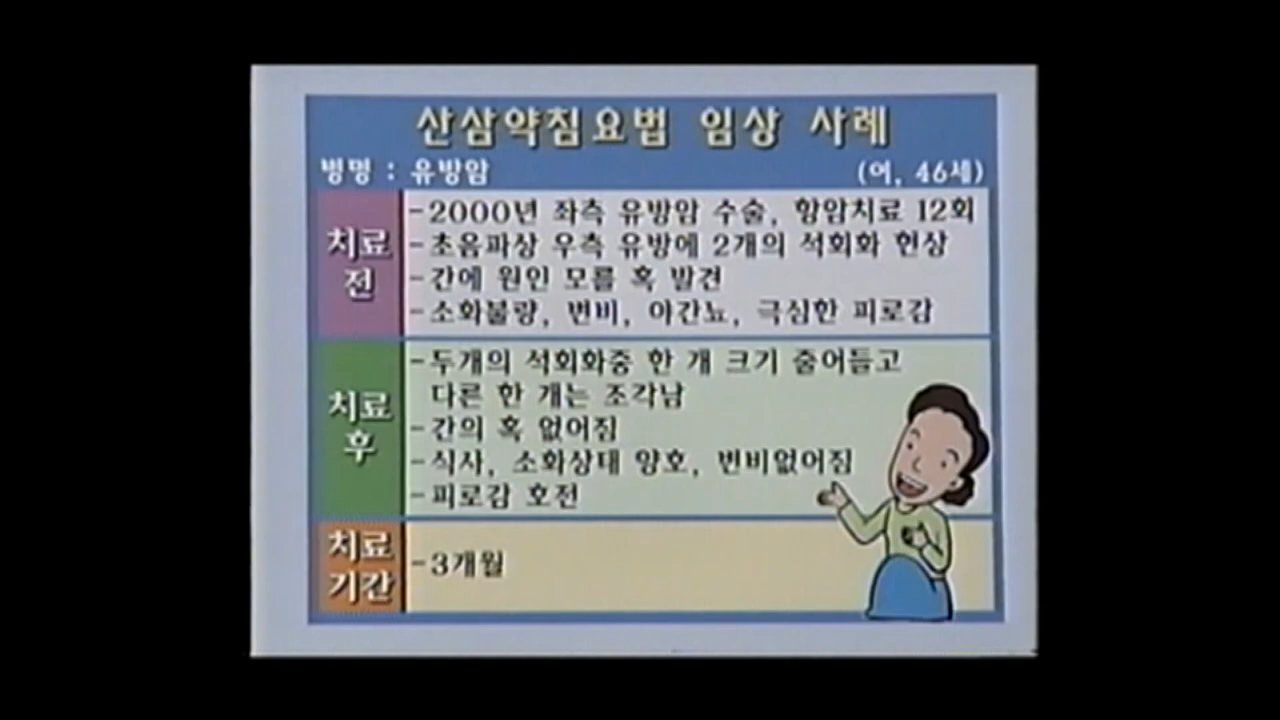 산삼약침요법 임상 사례
병명 : 유방암 (여, 46세)
치료
전
-2000년 좌측 유방암 수술, 항암치료 12회
-초음파상 우측 유방에 2개의 석회화 현상
-간에 원인 모를 혹 발견
-소화불량, 변비, 야간뇨, 극심한 피로감
치료
후
-두개의 석회화중 한 개 크기 줄어들고
다른 한 개는 조각남
-간의 혹 없어짐
-식사, 소화상태 양호, 변비없어짐
-피로감 호전
치료
기간
-3개월